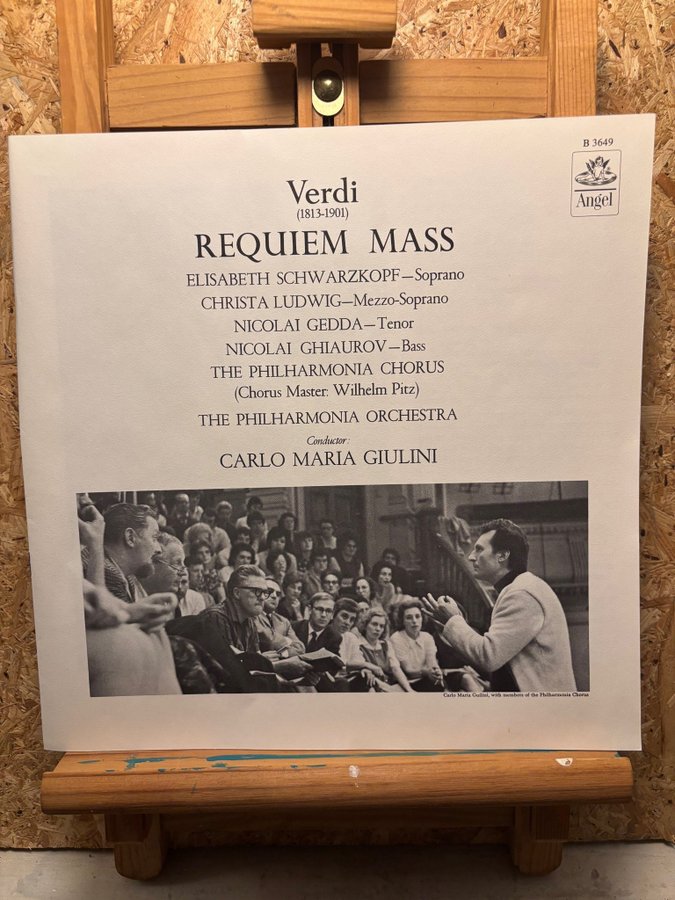 B 3649
Angel
Verdi
(1813-1901)
REQUIEM MASS
ELISABETH SCHWARZKOPF—Soprano
CHRISTA LUDWIG—Mezzo-Soprano
NICOLAI GEDDA—Tenor
NICOLAI GHIAUROV—Bass
THE PHILHARMONIA CHORUS
(Chorus Master: Wilhelm Pitz)
THE PHILHARMONIA ORCHESTRA
Conductor:
CARLO MARIA GIULINI
Carlo Maria Giulini, with members of the Philharmonia Chorus